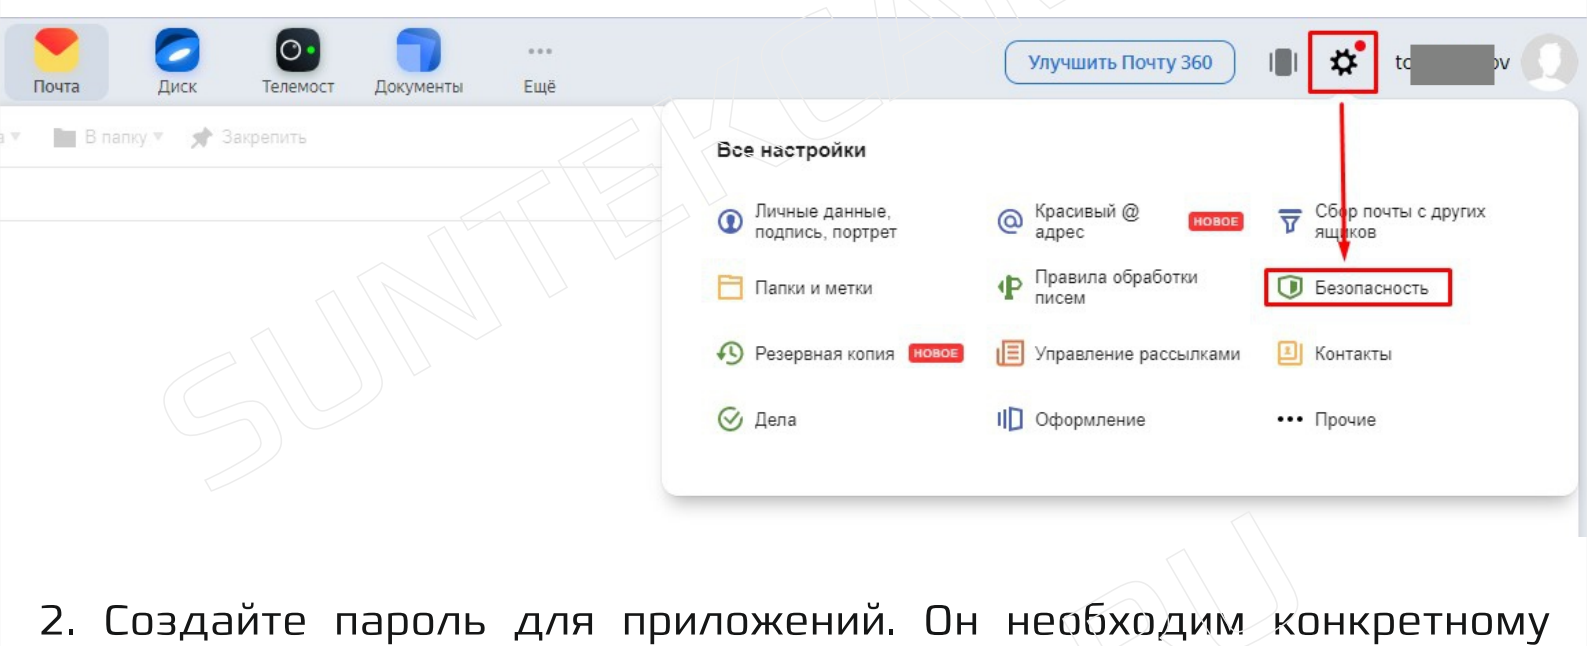 Почта
Диск
Телемост
Документы
Ещё
Улучшить Почту 360
В папку
Закрепить
Все настройки
Личные данные,
подпись, портрет
Красивый @
адрес
НОВОЕ
Сбор почты с других
ящиков
Папки и метки
Правила обработки
писем
Безопасность
Резервная копия НОВОЕ
Управление рассылками
Контакты
Дела
Оформление
Прочие
2. Создайте пароль для приложений. Он необходим конкретному